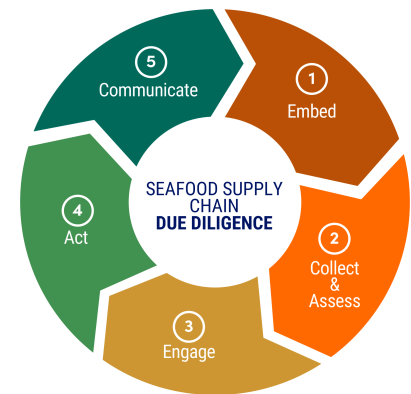 SEAFOOD SUPPLY
CHAIN
DUE DILIGENCE
1
Embed
2
Collect
&
Assess
3
Engage
4
Act
5
Communicate